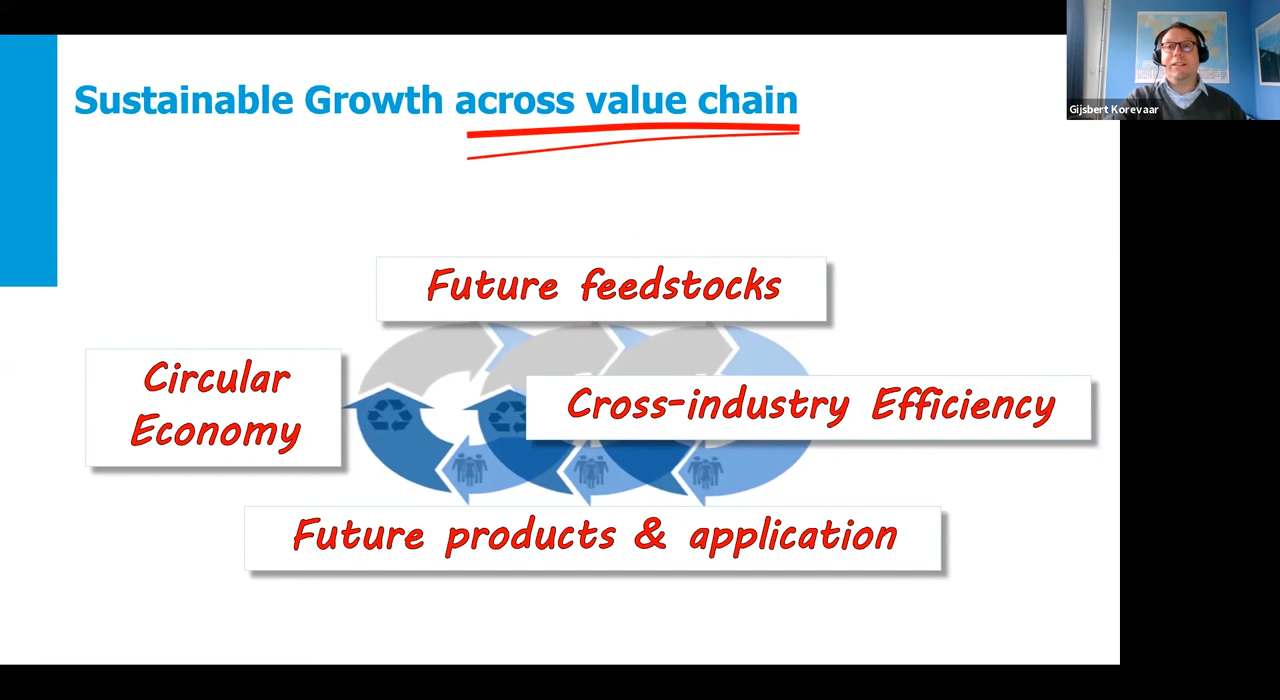 Sustainable Growth across value chain
Gijsbert Korevaar
Future feedstocks
Circular
Economy
Cross-industry Efficiency
Future products & application